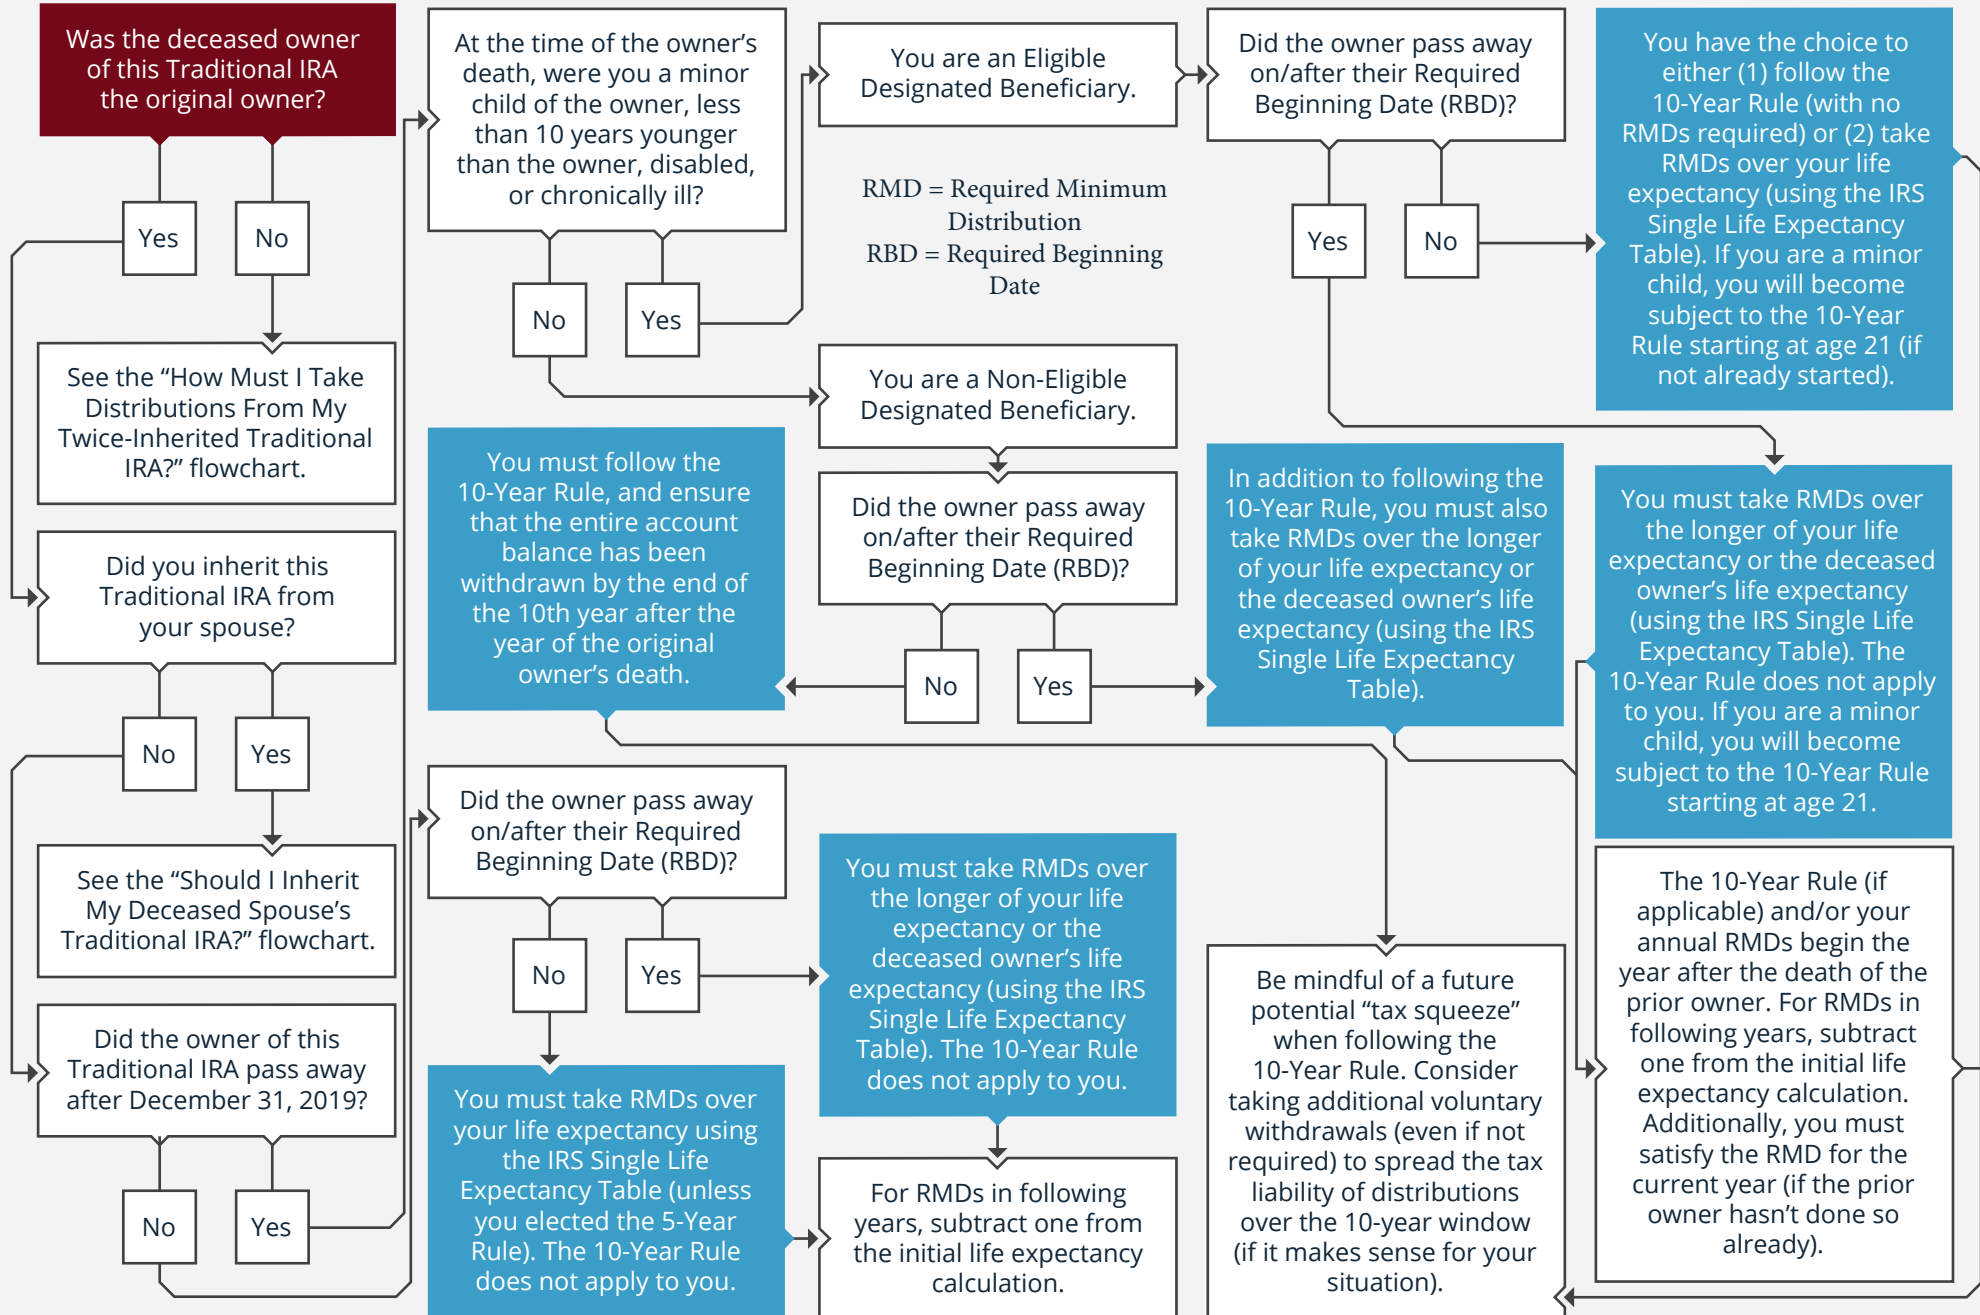 Was the deceased owner
of this Traditional IRA
the original owner?
Yes
No
See the “How Must I Take
Distributions From My
Twice-Inherited Traditional
IRA?” flowchart.
Did you inherit this
Traditional IRA from
your spouse?
No
Yes
See the “Should I Inherit
My Deceased Spouse’s
Traditional IRA?” flowchart.
Did the owner of this
Traditional IRA pass away
after December 31, 2019?
No
Yes
At the time of the owner’s
death, were you a minor
child of the owner, less
than 10 years younger
than the owner, disabled,
or chronically ill?
No
Yes
You must follow the
10-Year Rule, and ensure
that the entire account
balance has been
withdrawn by the end of
the 10th year after the
year of the original
owner’s death.
Did the owner pass away
on/after their Required
Beginning Date (RBD)?
No
Yes
You must take RMDs over
your life expectancy using
the IRS Single Life
Expectancy Table (unless
you elected the 5-Year
Rule). The 10-Year Rule
does not apply to you.
You are an Eligible
Designated Beneficiary.
RMD = Required Minimum
Distribution
RBD = Required Beginning
Date
You are a Non-Eligible
Designated Beneficiary.
Did the owner pass away
on/after their Required
Beginning Date (RBD)?
No
Yes
You must take RMDs over
the longer of your life
expectancy or the
deceased owner’s life
expectancy (using the IRS
Single Life Expectancy
Table). The 10-Year Rule
does not apply to you.
For RMDs in following
years, subtract one from
the initial life expectancy
calculation.
Did the owner pass away
on/after their Required
Beginning Date (RBD)?
Yes
No
In addition to following the
10-Year Rule, you must also
take RMDs over the longer
of your life expectancy or
the deceased owner’s life
expectancy (using the IRS
Single Life Expectancy
Table).
Be mindful of a future
potential “tax squeeze”
when following the
10-Year Rule. Consider
taking additional voluntary
withdrawals (even if not
required) to spread the tax
liability of distributions
over the 10-year window
(if it makes sense for your
situation).
You have the choice to
either (1) follow the
10-Year Rule (with no
RMDs required) or (2) take
RMDs over your life
expectancy (using the IRS
Single Life Expectancy
Table). If you are a minor
child, you will become
subject to the 10-Year
Rule starting at age 21 (if
not already started).
You must take RMDs over
the longer of your life
expectancy or the deceased
owner’s life expectancy
(using the IRS Single Life
Expectancy Table). The
10-Year Rule does not apply
to you. If you are a minor
child, you will become
subject to the 10-Year Rule
starting at age 21.
The 10-Year Rule (if
applicable) and/or your
annual RMDs begin the
year after the death of the
prior owner. For RMDs in
following years, subtract
one from the initial life
expectancy calculation.
Additionally, you must
satisfy the RMD for the
current year (if the prior
owner hasn't done so
already).